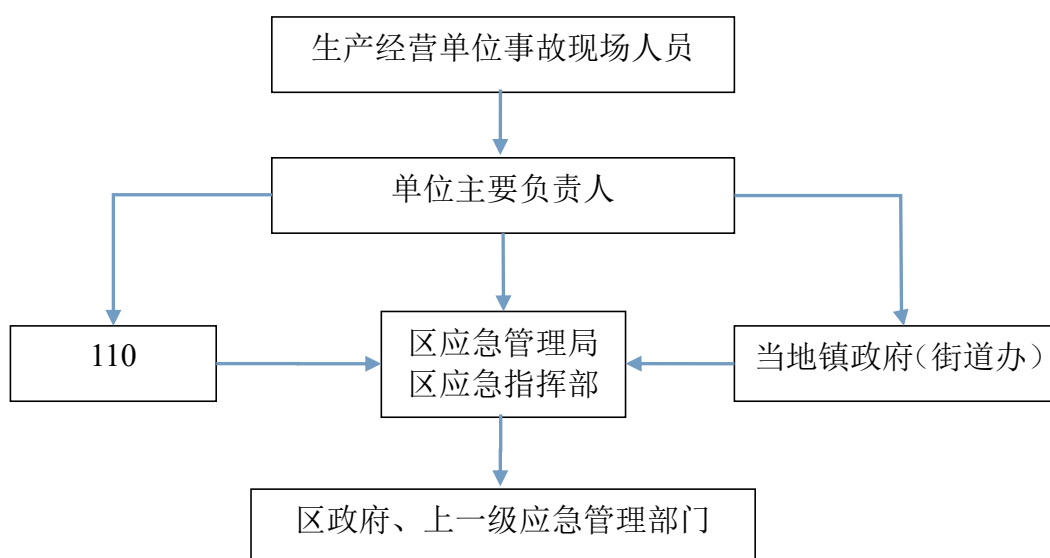 生产经营单位事故现场人员
单位主要负责人
110
区应急管理局
区应急指挥部
当地镇政府（街道办）
区政府、上一级应急管理部门